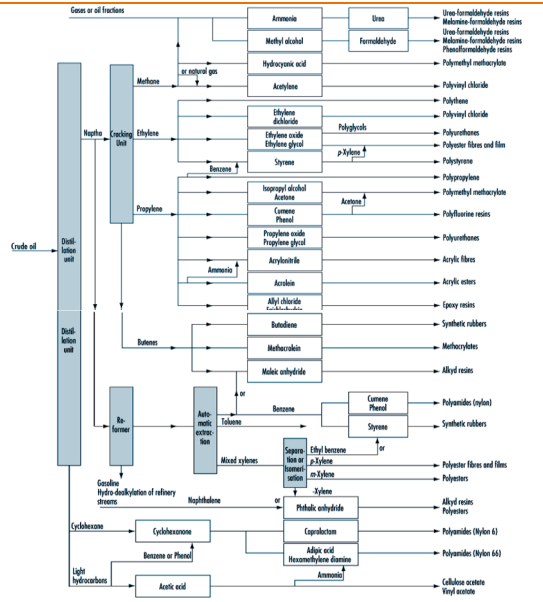 Gases or oil fractions
Ammonia
Urea
Urea-formaldehyde resins
Melamine-formaldehyde resins
Methyl alcohol
Formaldehyde
Urea-formaldehyde resins
Melamine-formaldehyde resins
Phenolformaldehyde resins
Hydrocyanic acid
Polymethyl methacrylate
or natural gas
Methane
Acetylene
Polyvinyl chloride
Polythene
Ethylene
dichloride
Polyvinyl chloride
Naptha
Cracking
Unit
Ethylene
Ethylene oxide
Ethylene glycol
Polyglycols
Polyurethanes
Polyester fibres and film
p-Xylene
Styrene
Polystyrene
Benzene
Polypropylene
Isopropyl alcohol
Acetone
Polymethyl methacrylate
Acetone
Propylene
Cumene
Phenol
Polyfluorine resins
Propylene oxide
Propylene glycol
Polyurethanes
Crude oil
Distil-
lation
unit
Acrylonitrile
Acrylic fibres
Ammonia
Acrolein
Acrylic esters
Allyl chloride
Epoxy resins
Distil-
lation
unit
Butadiene
Synthetic rubbers
Butenes
Methacrolein
Methacrylates
Maleic anhydride
Alkyd resins
or
Re-
former
Auto-
matic
extrac-
tion
Benzene
Cumene
Phenol
Polyamides (nylon)
Toluene
Styrene
Synthetic rubbers
or
Ethyl benzene
Mixed xylenes
Separa-
tion or
Isomeri-
sation
p-Xylene
Polyester fibres and films
m-Xylene
Polyesters
-Xylene
Gasoline
Hydro-dealkylation of refinery
streams
Naphthalene
or
Phthalic anhydride
Alkyd resins
Polyesters
Cyclohexane
Cyclohexanone
Caprolactam
Polyamides (Nylon 6)
Benzene or Phenol
Adipic acid
Hexamethylene diamine
Polyamides (Nylon 66)
Light
hydrocarbons
Ammonia
Acetic acid
Cellulose acetate
Vinyl acetate